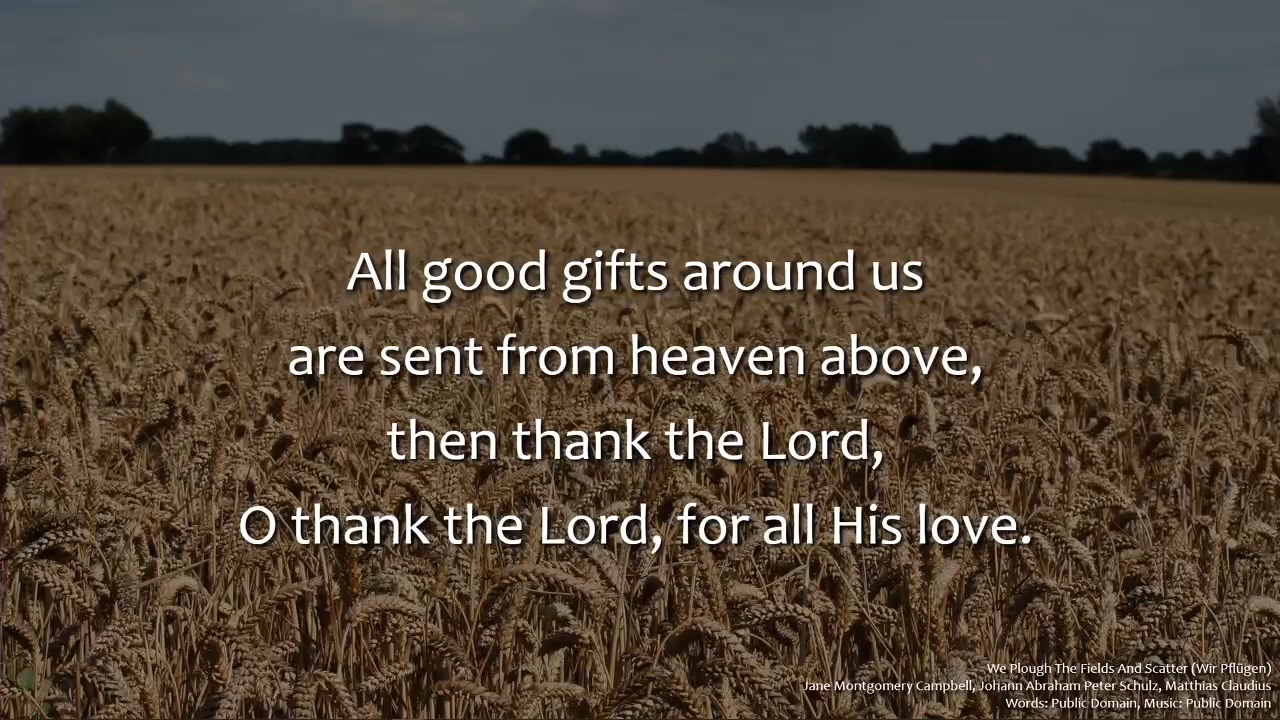 All good gifts around us
are sent from heaven above,
then thank the Lord,
O thank the Lord, for all His love.
We Plough The Fields And Scatter (Wir Pflügen)
Jane Montgomery Campbell, Johann Abraham Peter Schulz, Matthias Claudius
Words: Public Domain, Music: Public Domain